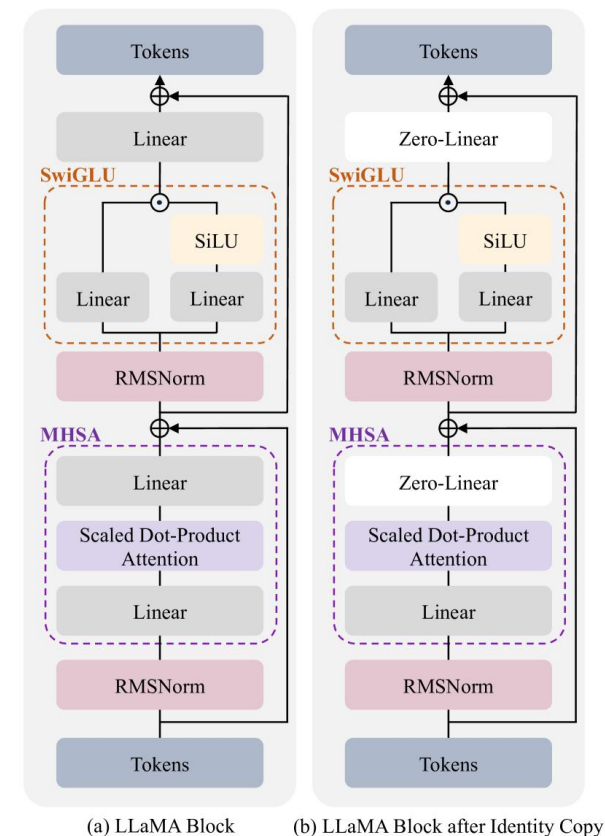 Tokens
Linear
SwiGLU
SiLU
Linear
Linear
RMSNorm
MHSA
Linear
Scaled Dot-Product
Attention
Linear
RMSNorm
Tokens
(a) LLaMA Block
Tokens
Zero-Linear
SwiGLU
SiLU
Linear
Linear
RMSNorm
MHSA
Zero-Linear
Scaled Dot-Product
Attention
Linear
RMSNorm
Tokens
(b) LLaMA Block after Identity Copy